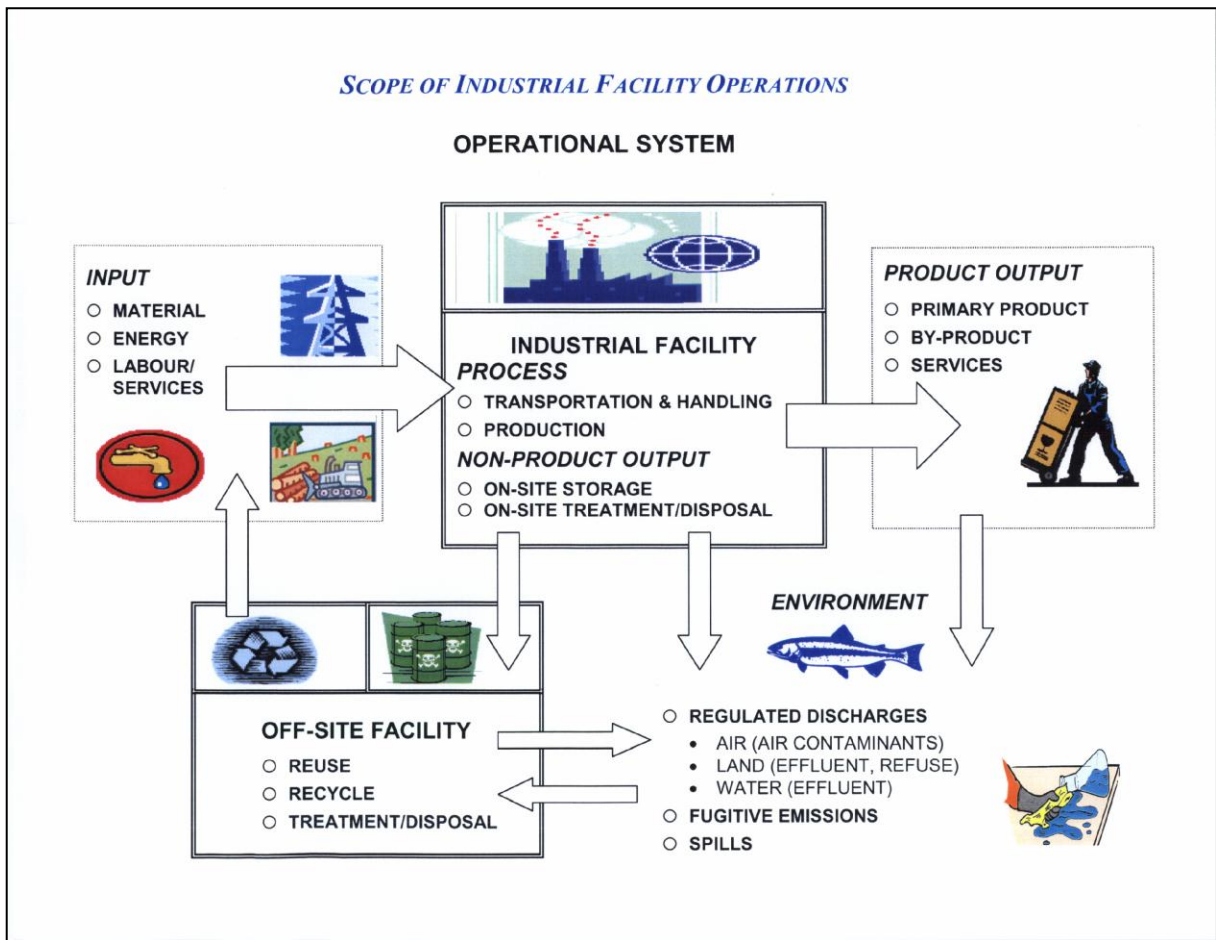 SCOPE OF INDUSTRIAL FACILITY OPERATIONS
OPERATIONAL SYSTEM
INPUT
○ MATERIAL
○ ENERGY
○ LABOUR/
SERVICES
INDUSTRIAL FACILITY
PROCESS
○ TRANSPORTATION & HANDLING
○ PRODUCTION
NON-PRODUCT OUTPUT
○ ON-SITE STORAGE
○ ON-SITE TREATMENT/DISPOSAL
PRODUCT OUTPUT
○ PRIMARY PRODUCT
○ BY-PRODUCT
○ SERVICES
OFF-SITE FACILITY
○ REUSE
○ RECYCLE
○ TREATMENT/DISPOSAL
ENVIRONMENT
○ REGULATED DISCHARGES
• AIR (AIR CONTAMINANTS)
• LAND (EFFLUENT, REFUSE)
• WATER (EFFLUENT)
○ FUGITIVE EMISSIONS
○ SPILLS